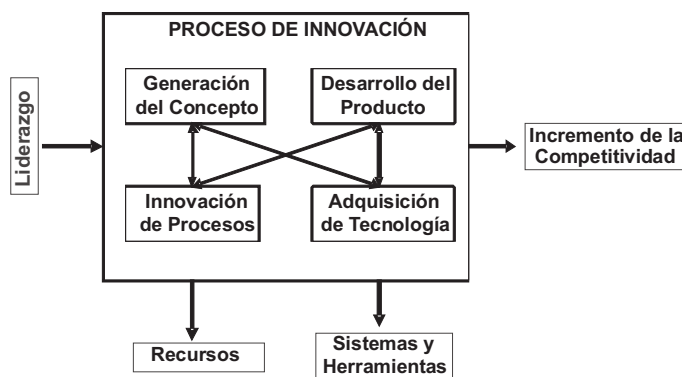 PROCESO DE INNOVACIÓN
Generación
del Concepto
Desarrollo del
Producto
Liderazgo
Incremento de la
Competitividad
Innovación
de Procesos
Adquisición
de Tecnología
Recursos
Sistemas y
Herramientas